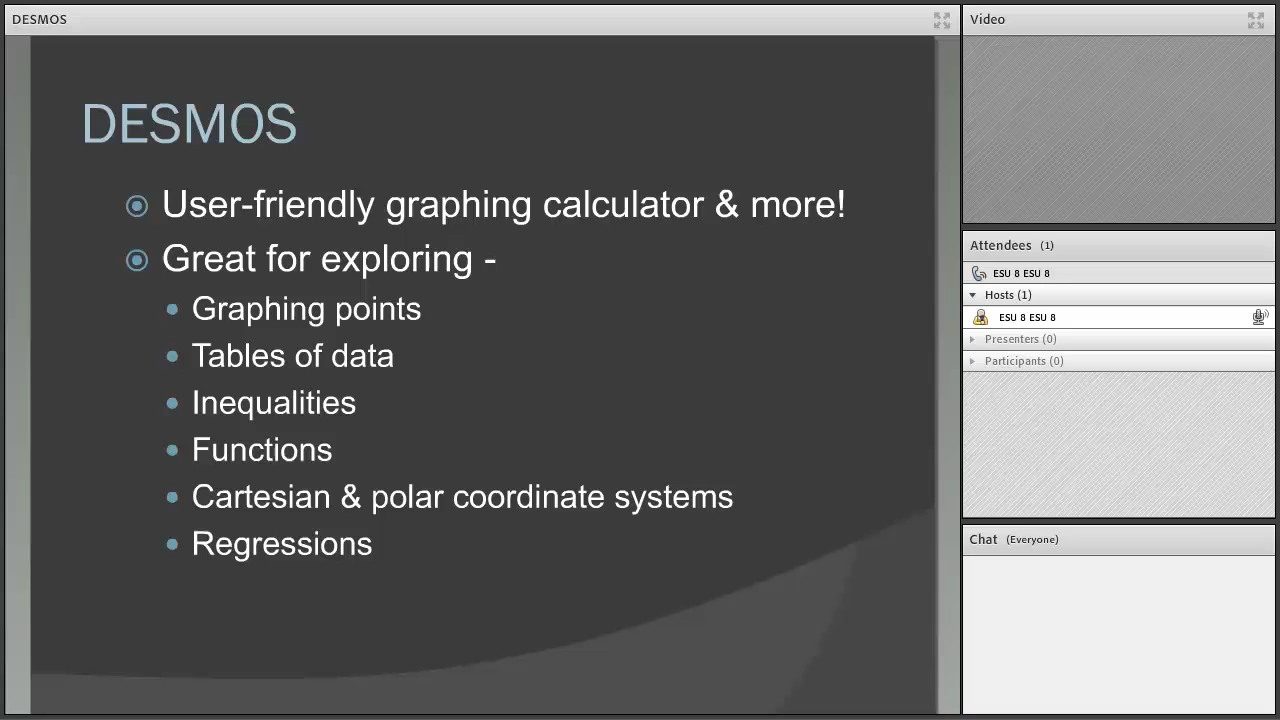 DESMOS
DESMOS
User-friendly graphing calculator & more!
Great for exploring -
Graphing points
Tables of data
Inequalities
Functions
Cartesian & polar coordinate systems
Regressions
Video
Attendees (1)
ESU 8 ESU 8
Hosts (1)
ESU 8 ESU 8
Presenters (0)
Participants (0)
Chat (Everyone)